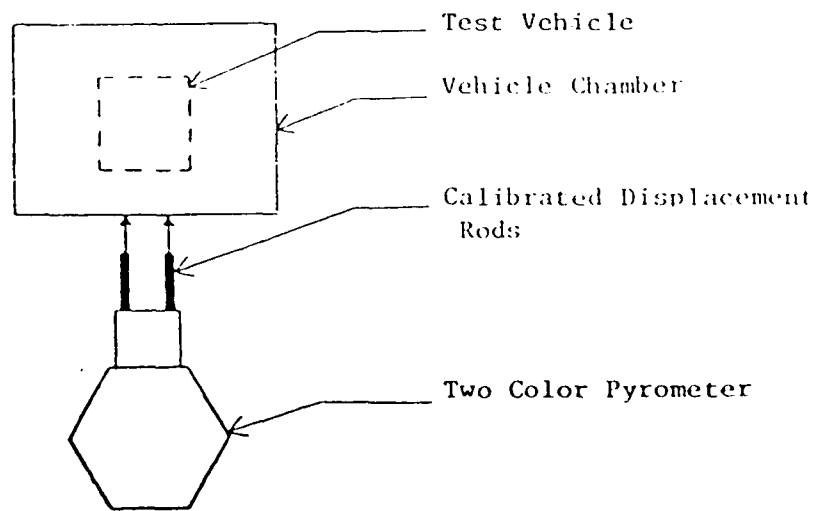 Test Vehicle
Vehicle Chamber
Calibrated Displacement
Rods
Two Color Pyrometer